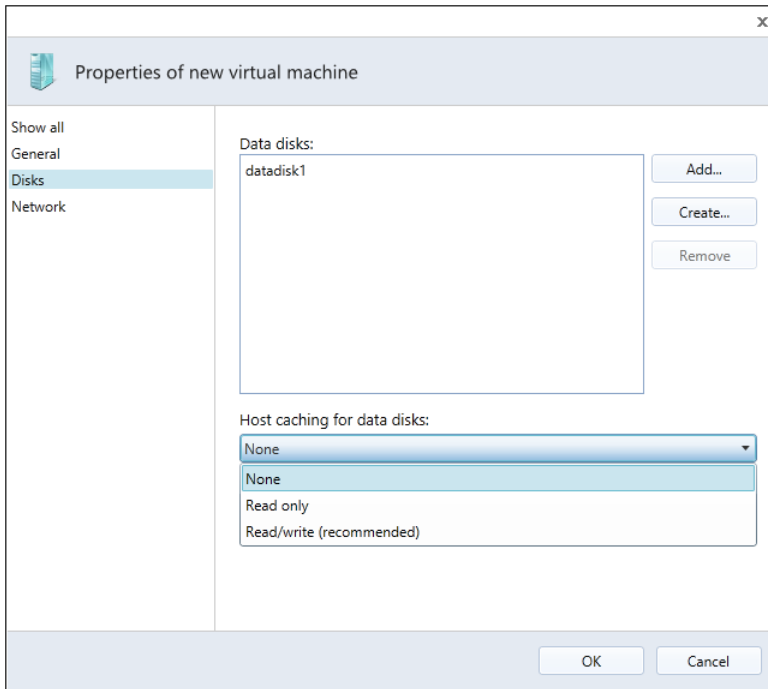 x
Properties of new virtual machine
Show all
General
Disks
Network
Data disks:
datadisk1
Add...
Create...
Remove
Host caching for data disks:
None
None
Read only
Read/write (recommended)
OK
Cancel